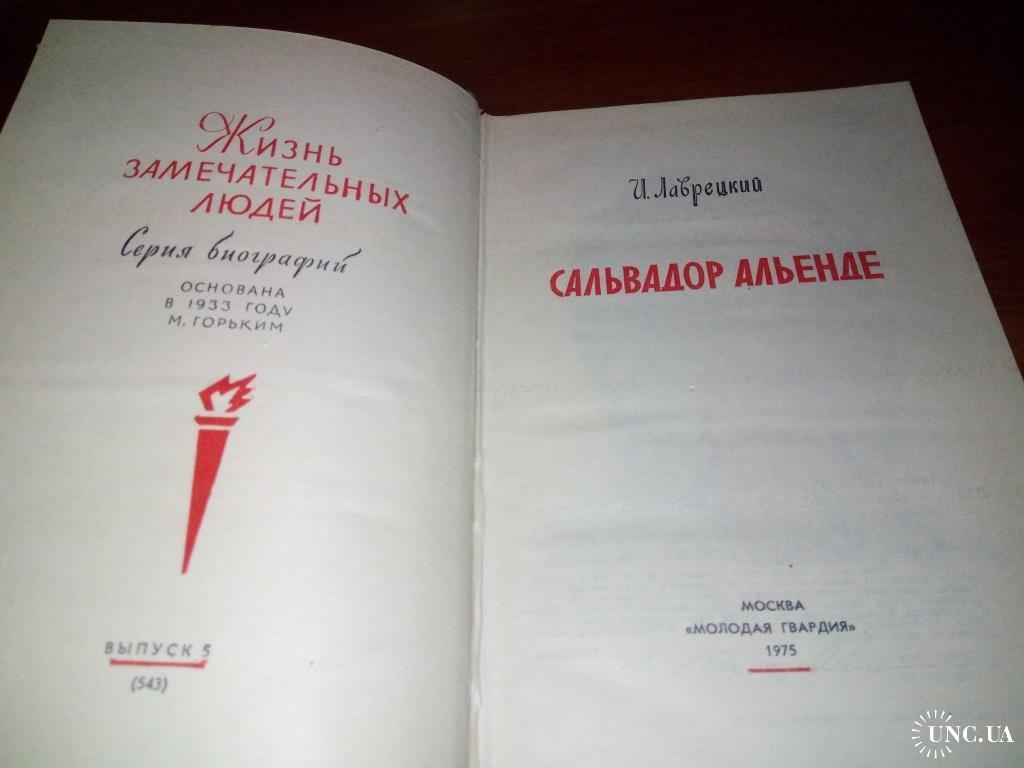 Жизнь
ЗАМЕЧАТЕЛЬНЫХ
ЛЮДЕЙ
Серия биографий
ОСНОВАНА
В 1933 ГОДУ
М. ГОРЬКИМ
ВЫПУСК 5
(543)
И. Лаврецкий
САЛЬВАДОР АЛЬЕНДЕ
МОСКВА
«МОЛОДАЯ ГВАРДИЯ»
1975
UNC.UA